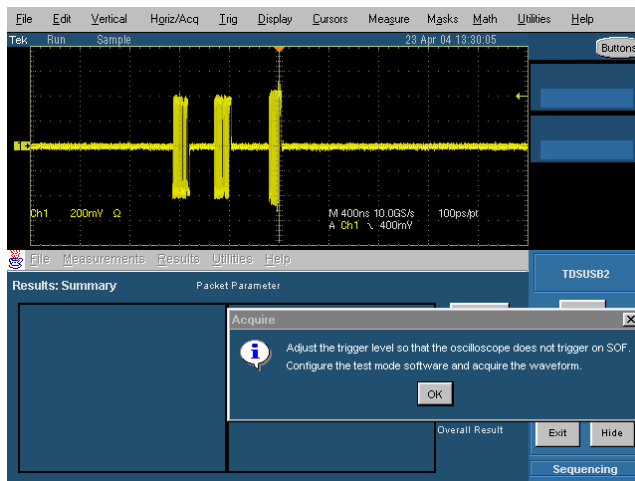 File Edit Vertical Horiz/Acq Trig Display Cursors Measure Masks Math Utilities Help
Tek Run Sample 23 Apr 04 13:30:05
Buttons
1
Ch1 200mV Ω M 400ns 10.0GS/s 100ps/pt
A Ch1 \ 400mV
File Measurements Results Utilities Help
TDSUSB2
Results: Summary Packet Parameter
Acquire X
i
Adjust the trigger level so that the oscilloscope does not trigger on SOF.
Configure the test mode software and acquire the waveform.
OK
Overall Result
Exit Hide
Sequencing